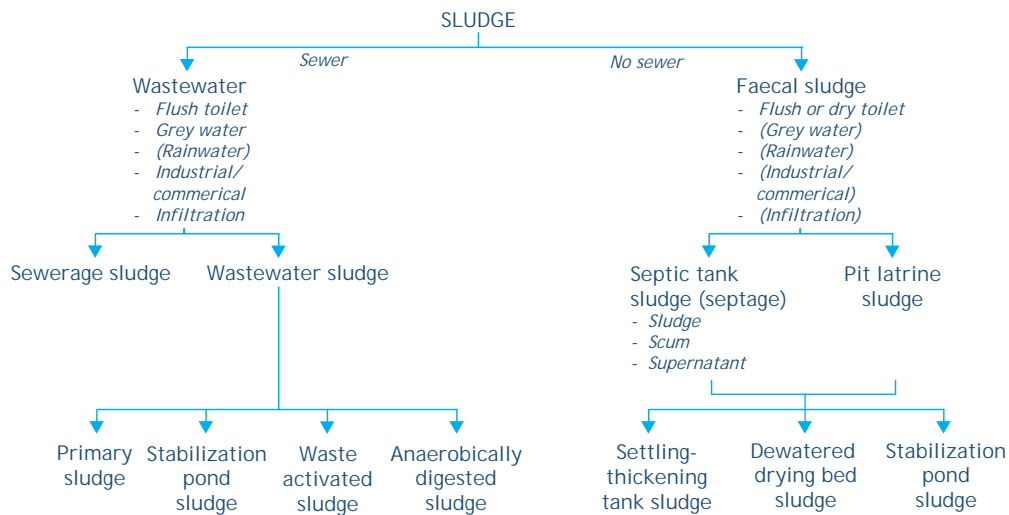 SLUDGE
Sewer
No sewer
Wastewater
- Flush toilet
- Grey water
- (Rainwater)
- Industrial/
commerical
- Infiltration
Faecal sludge
- Flush or dry toilet
- (Grey water)
- (Rainwater)
- (Industrial/
commerical)
- (Infiltration)
Sewerage sludge
Wastewater sludge
Septic tank
sludge (septage)
- Sludge
- Scum
- Supernatant
Pit latrine
sludge
Primary
sludge
Stabilization
pond
sludge
Waste
activated
sludge
Anaerobically
digested
sludge
Settling-
thickening
tank sludge
Dewatered
drying bed
sludge
Stabilization
pond
sludge